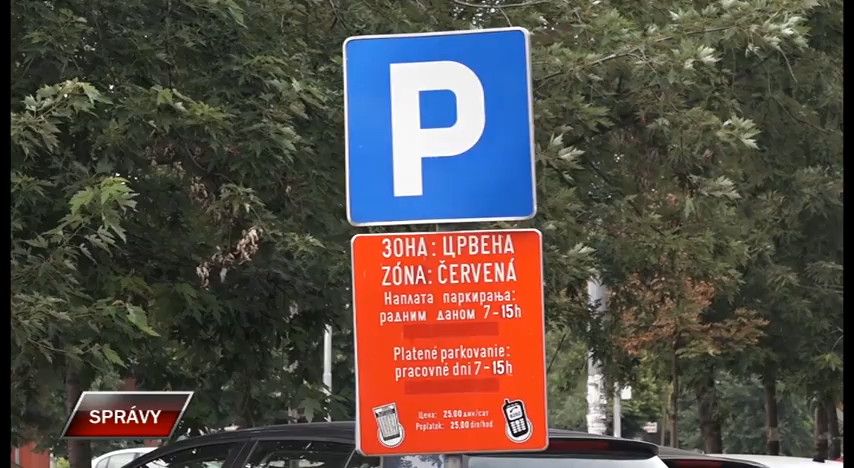 P
ЗОНА: ЦРВЕНА
ZÓNA: ČERVENÁ
Наплата паркирања:
радним даном 7-15h
Platené parkovanie:
pracovné dni 7-15h
Цена: 25.00 дин/сат
Poplatok: 25,00 din/hod
SPRÁVY